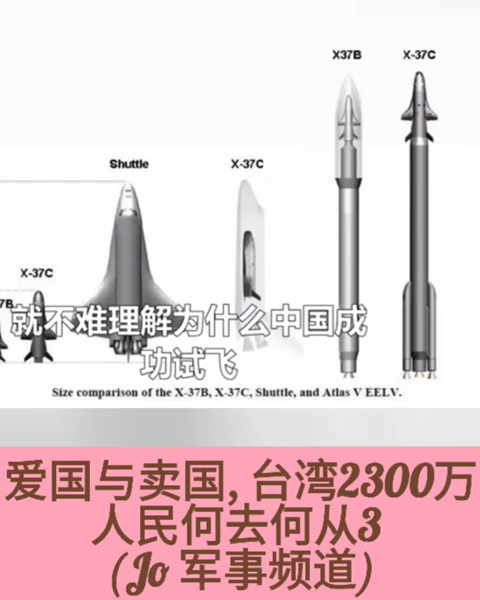 X37B
X-37C
Shuttle
X-37C
X-37C
7B
就不难理解为什么中国成
功试飞
Size comparison of the X-37B, X-37C, Shuttle, and Atlas V EELV.
爱国与卖国, 台湾2300万
人民何去何从3
(Jo 军事频道)